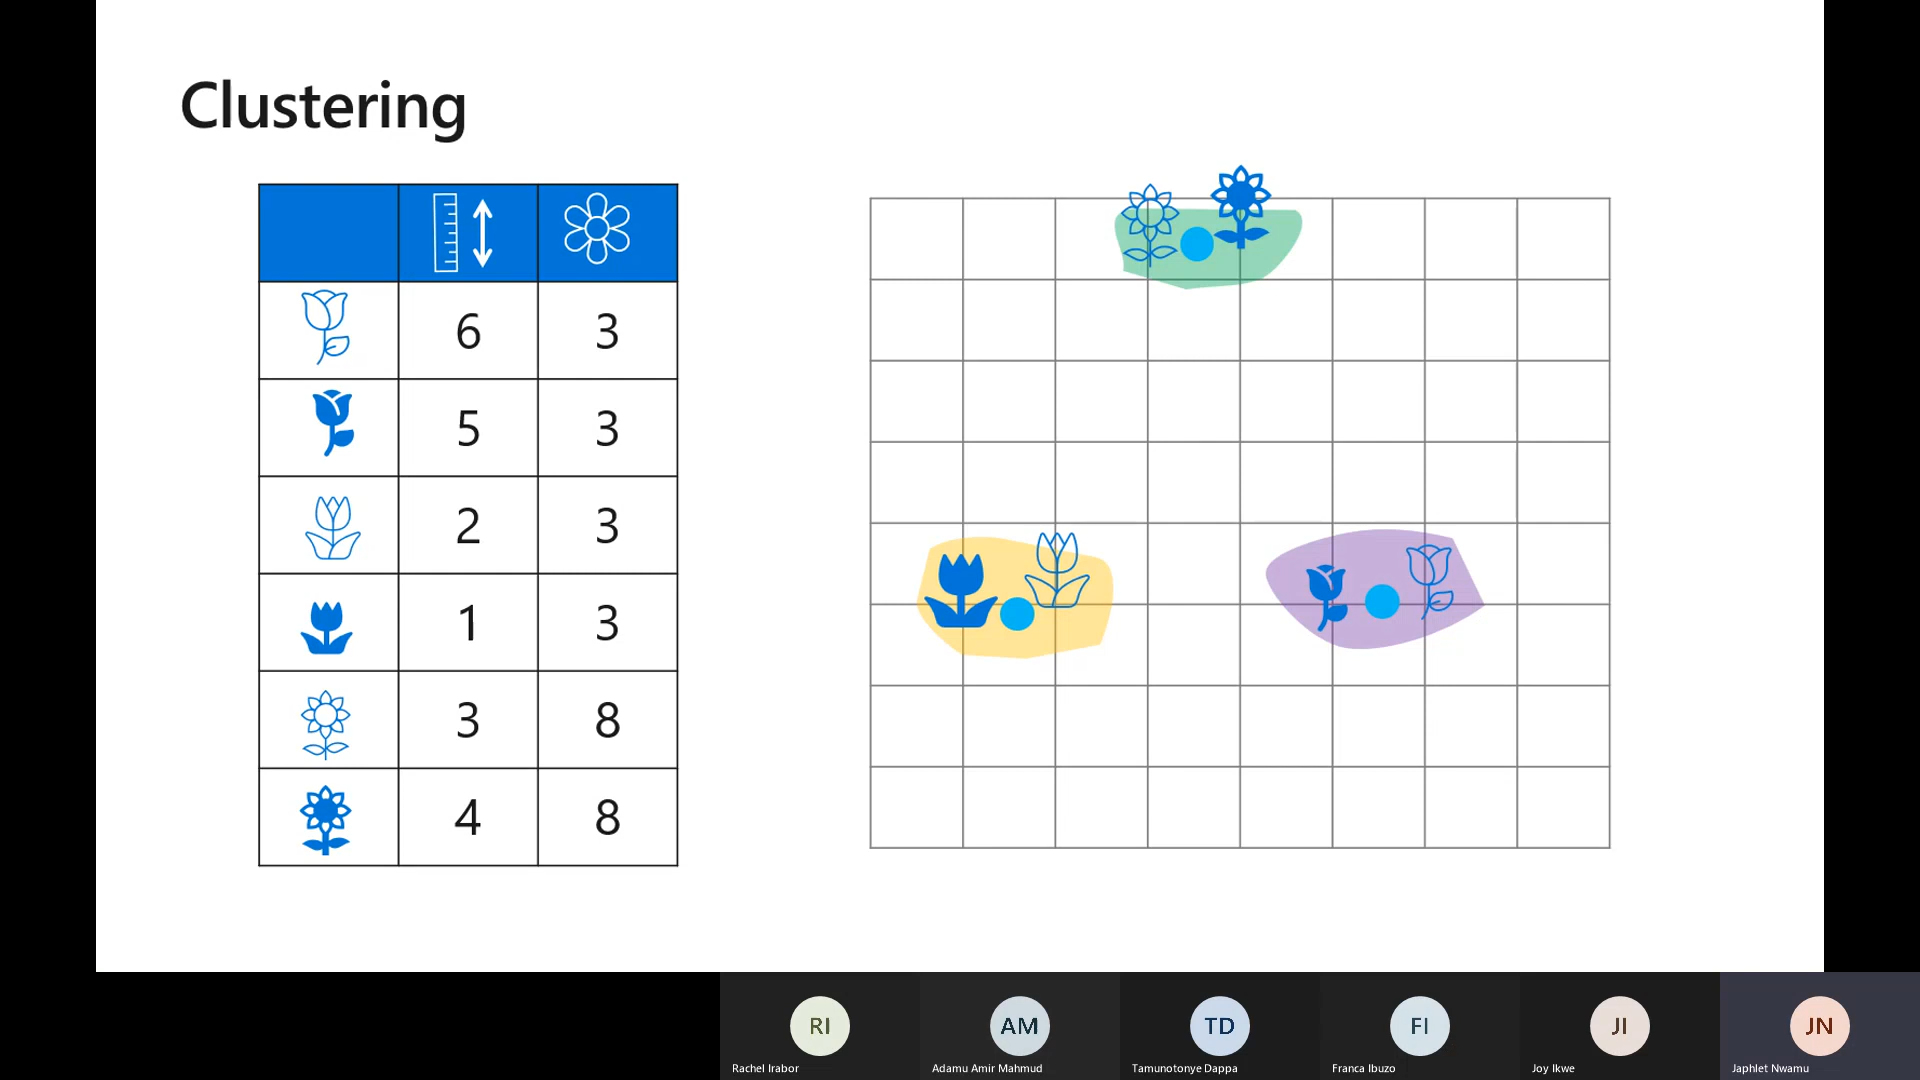 Clustering
6 3
5 3
2 3
1 3
3 8
4 8
RI AM TD FI JI JN
Rachel Irabor Adamu Amir Mahmud Tamunotonye Dappa Franca Ibuzo Joy Ikwe Japhlet Nwamu